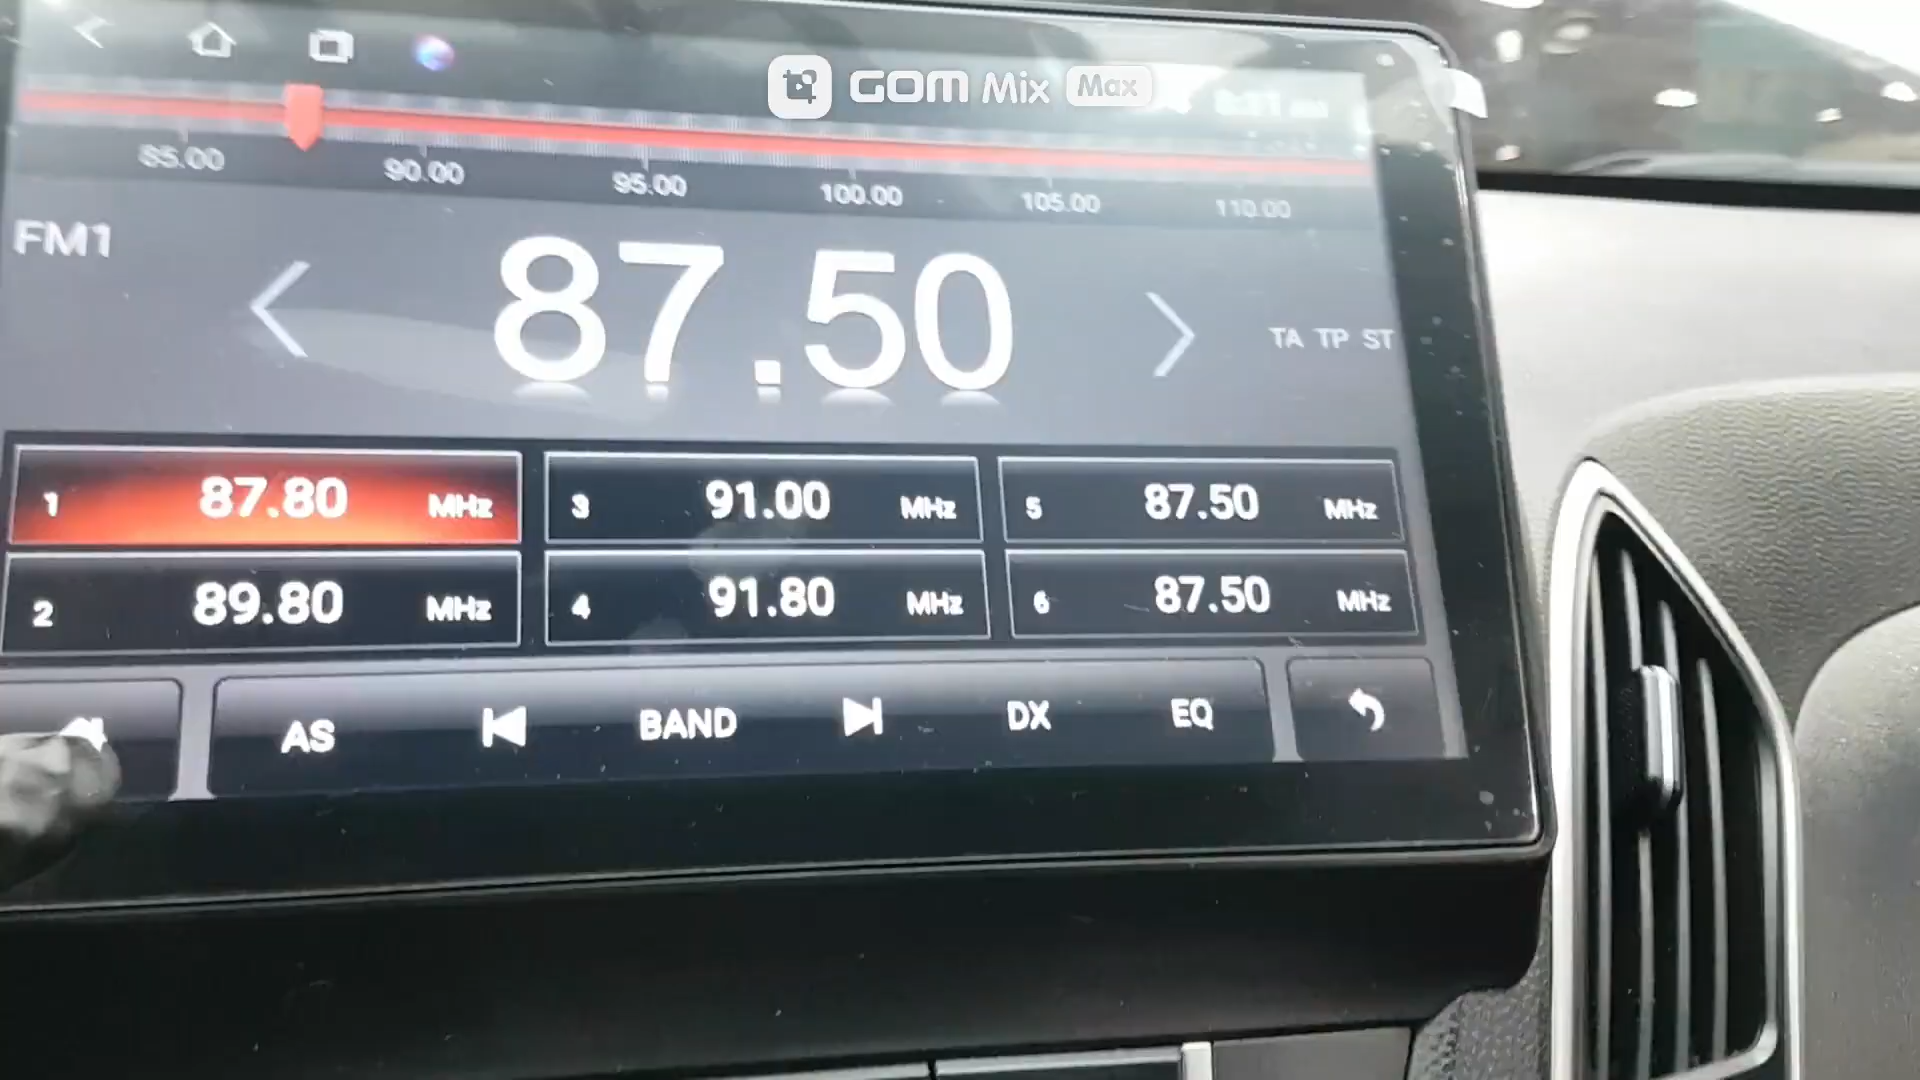 GOM Mix Max
85.00 90.00 95.00 100.00 105.00 110.00
FM1
87.50
TA TP ST
1 87.80 MHz
3 91.00 MHz
5 87.50 MHz
2 89.80 MHz
4 91.80 MHz
6 87.50 MHz
AS BAND DX EQ